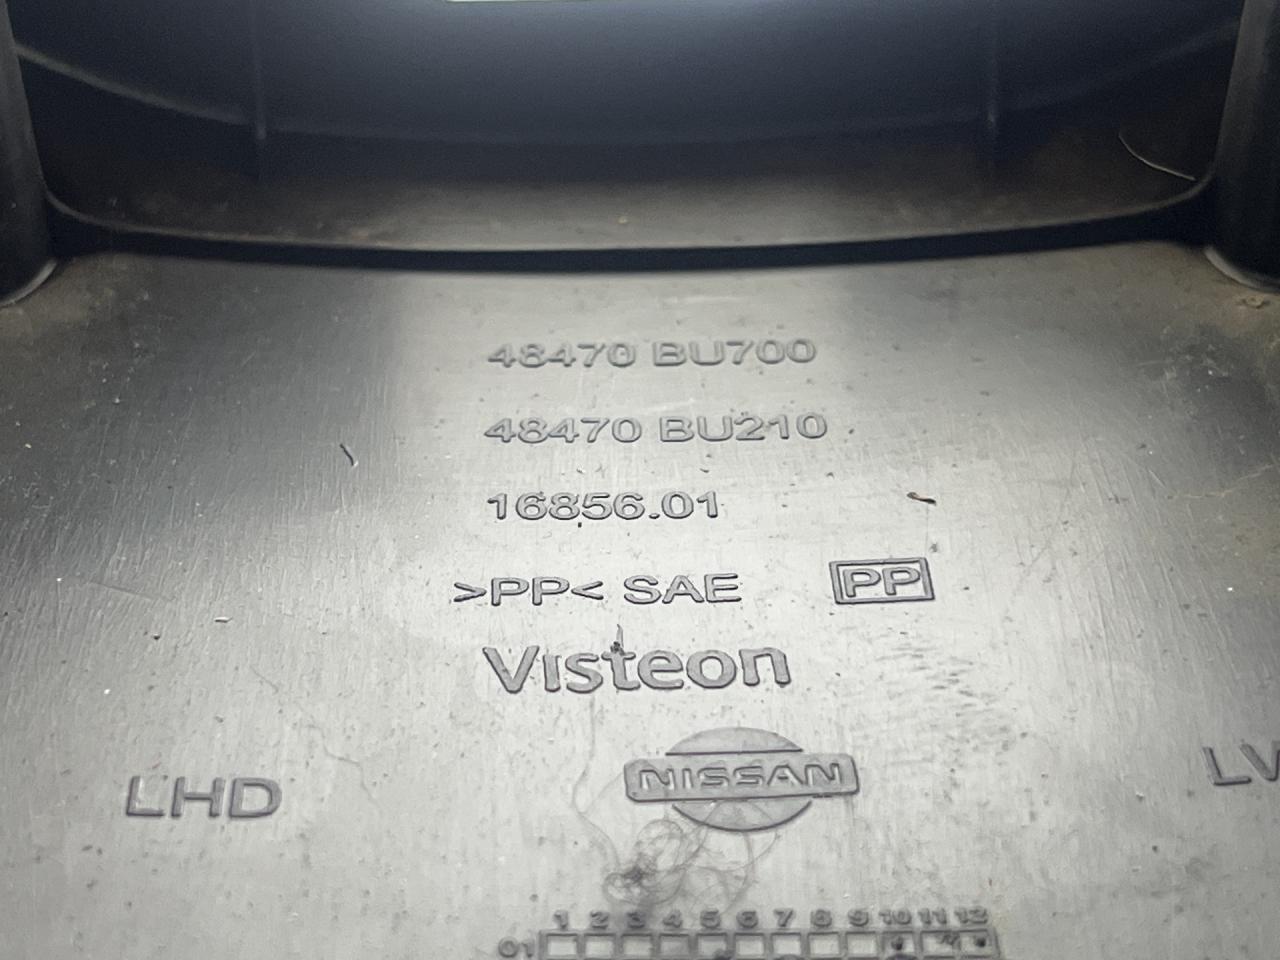 48470 BU700
48470 BU210
16856.01
>PP< SAE PP
Visteon
NISSAN
LHD LV
1 2 3 4 5 6 7 8 9 10 11 12
01